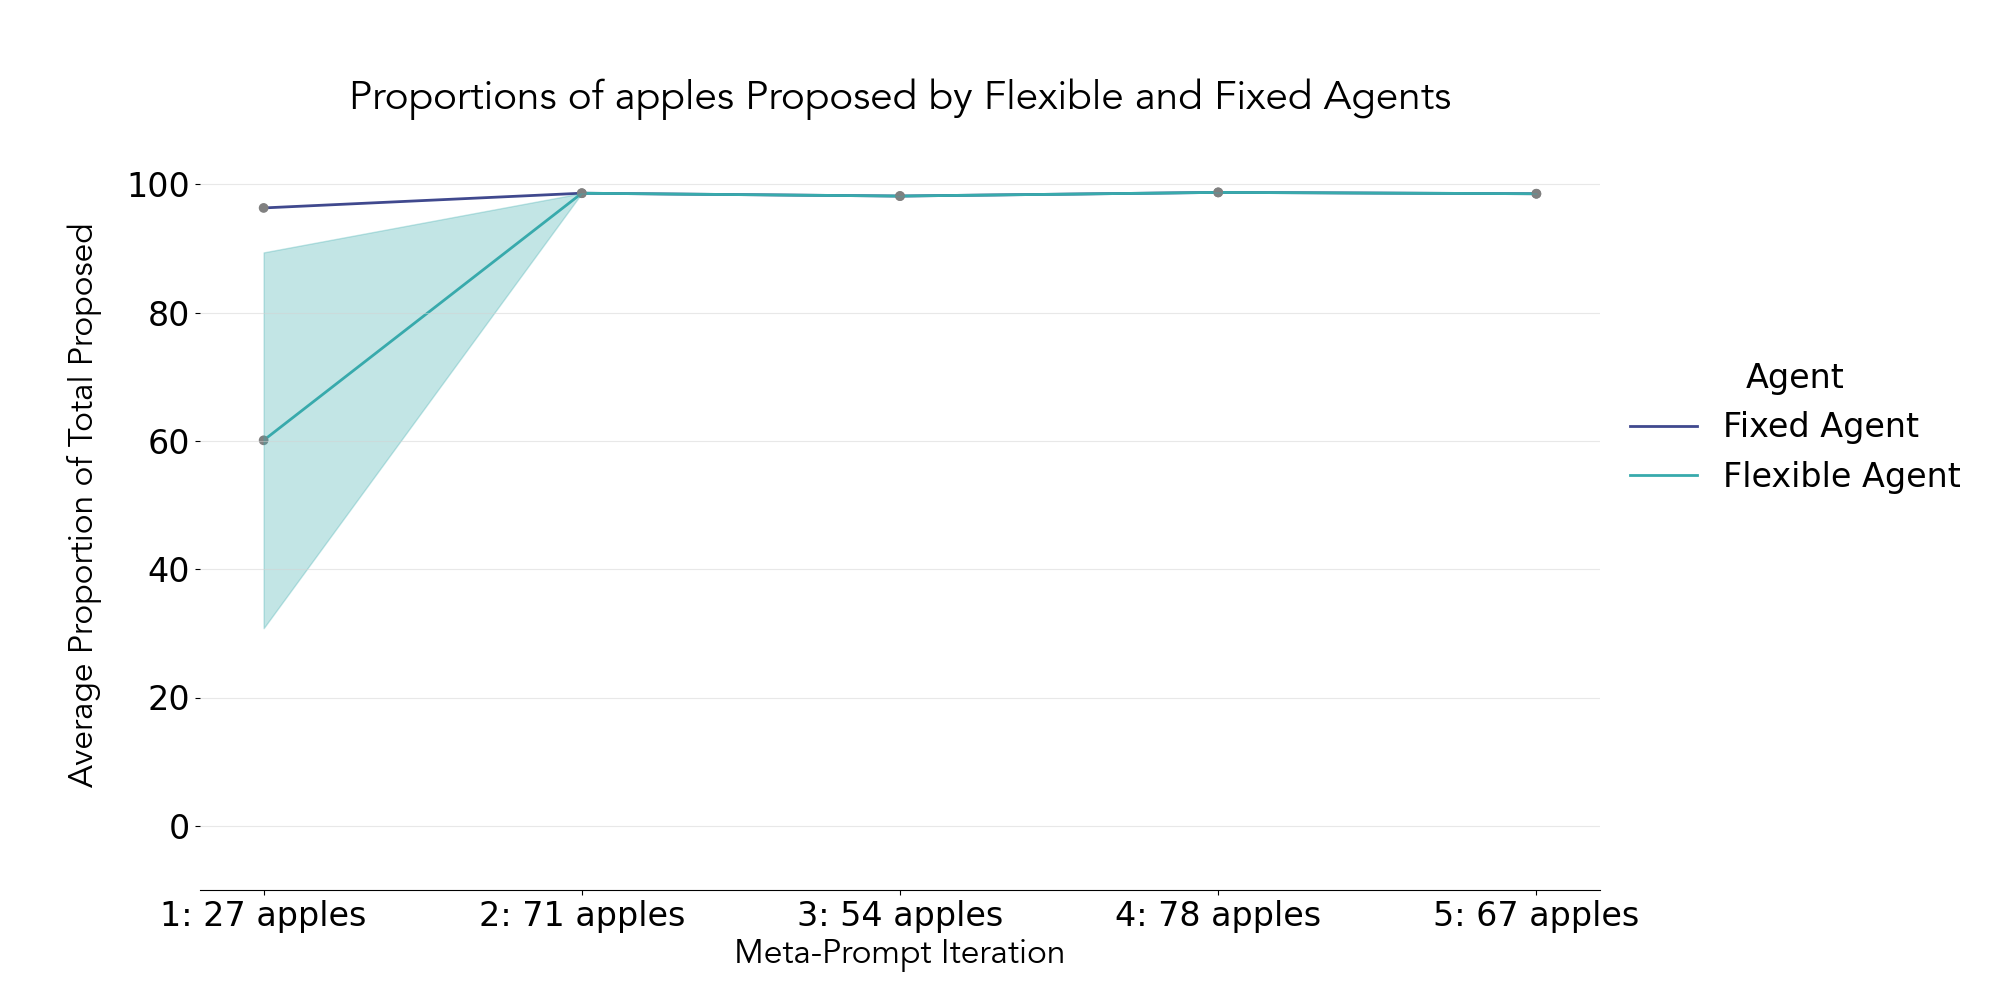 Proportions of apples Proposed by Flexible and Fixed Agents
Average Proportion of Total Proposed
100
80
60
40
20
0
1: 27 apples
2: 71 apples
3: 54 apples
4: 78 apples
5: 67 apples
Meta-Prompt Iteration
Agent
Fixed Agent
Flexible Agent